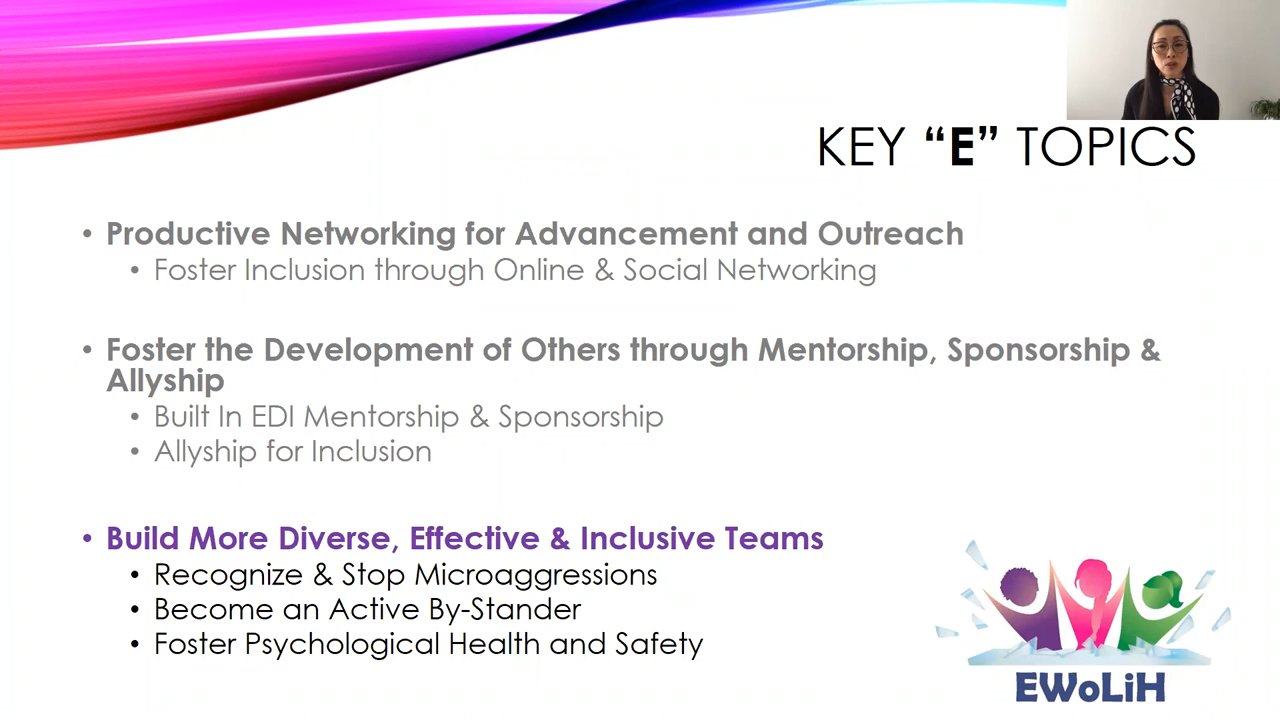 KEY “E” TOPICS
• Productive Networking for Advancement and Outreach
• Foster Inclusion through Online & Social Networking
• Foster the Development of Others through Mentorship, Sponsorship &
Allyship
• Built In EDI Mentorship & Sponsorship
• Allyship for Inclusion
• Build More Diverse, Effective & Inclusive Teams
• Recognize & Stop Microaggressions
• Become an Active By-Stander
• Foster Psychological Health and Safety
EWoLiH